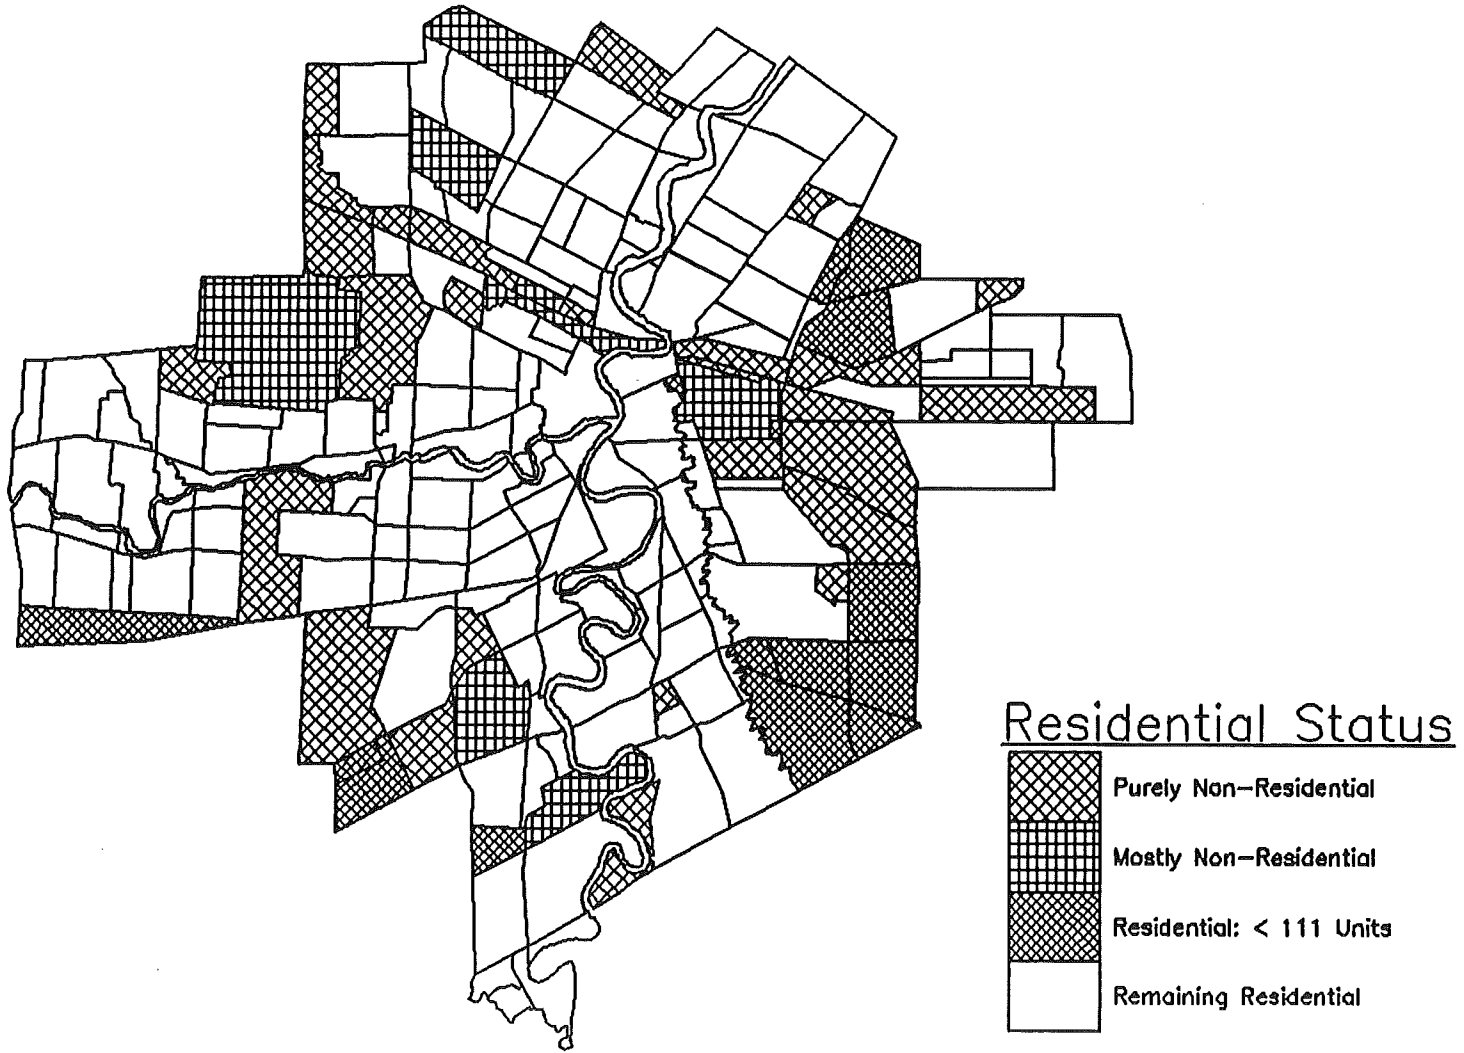 Residential Status
Purely Non-Residential
Mostly Non-Residential
Residential: < 111 Units
Remaining Residential